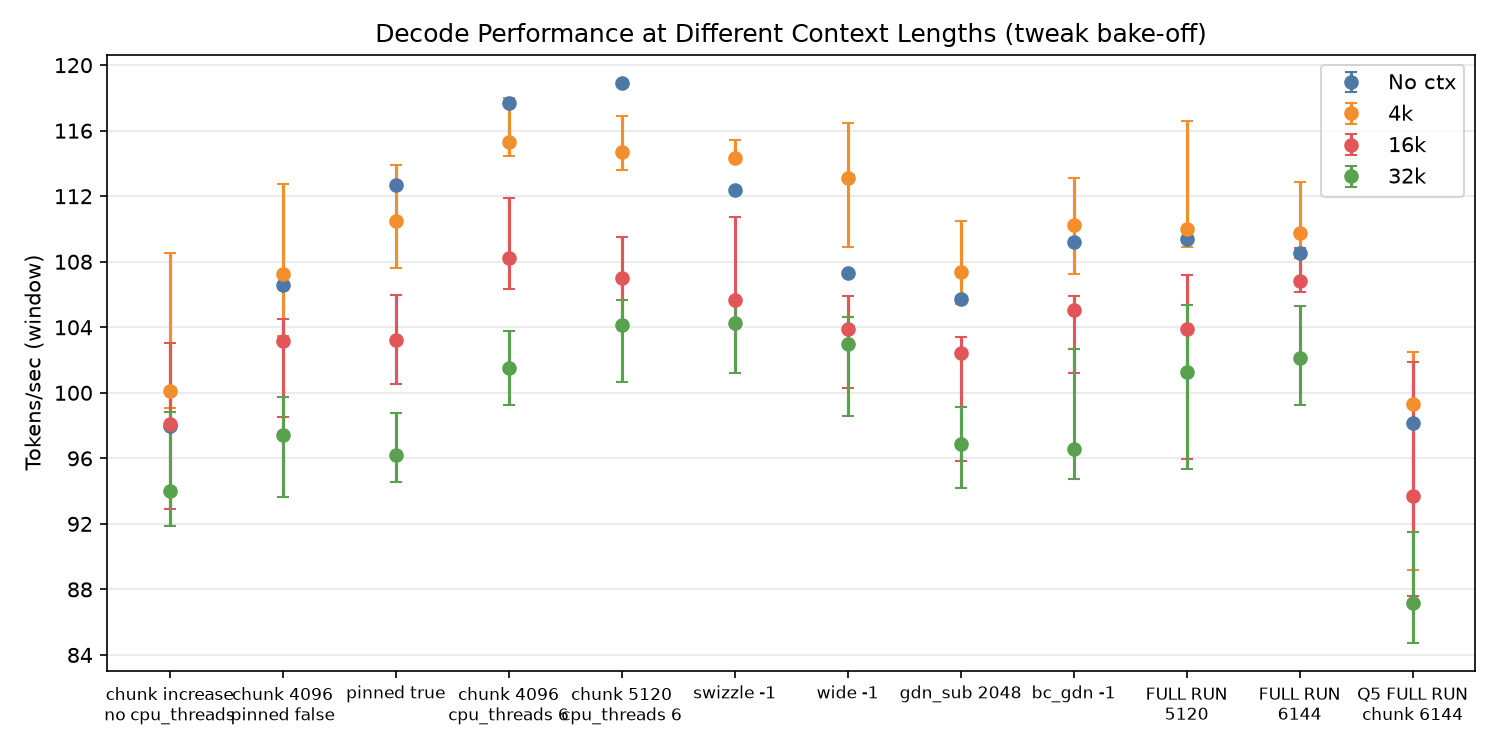 Decode Performance at Different Context Lengths (tweak bake-off)
No ctx
4k
16k
32k
Tokens/sec (window)
120
116
112
108
104
100
96
92
88
84
chunk increase
no cpu_threads
chunk 4096
pinned false
pinned true
chunk 4096
cpu_threads 6
chunk 5120
cpu_threads 6
swizzle -1
wide -1
gdn_sub 2048
bc_gdn -1
FULL RUN
5120
FULL RUN
6144
Q5 FULL RUN
chunk 6144